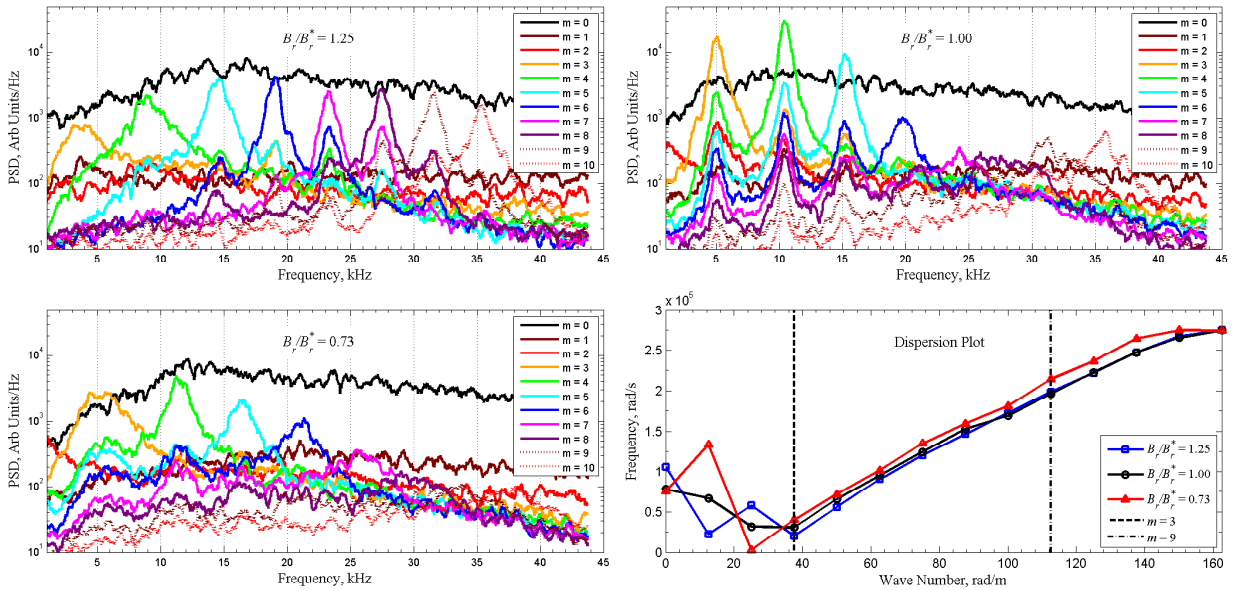 B_r/B_r^* = 1.25
m = 0
m = 1
m = 2
m = 3
m = 4
m = 5
m = 6
m = 7
m = 8
m = 9
m = 10
PSD, Arb Units/Hz
10^4
10^3
10^2
10^1
5 10 15 20 25 30 35 40 45
Frequency, kHz
B_r/B_r^* = 1.00
m = 0
m = 1
m = 2
m = 3
m = 4
m = 5
m = 6
m = 7
m = 8
m = 9
m = 10
PSD, Arb Units/Hz
10^4
10^3
10^2
10^1
5 10 15 20 25 30 35 40 45
Frequency, kHz
B_r/B_r^* = 0.73
m = 0
m = 1
m = 2
m = 3
m = 4
m = 5
m = 6
m = 7
m = 8
m = 9
m = 10
PSD, Arb Units/Hz
10^4
10^3
10^2
10^1
5 10 15 20 25 30 35 40 45
Frequency, kHz
x 10^5
Dispersion Plot
Frequency, rad/s
3
2.5
2
1.5
1
0.5
0
B_r/B_r^* = 1.25
B_r/B_r^* = 1.00
B_r/B_r^* = 0.73
m = 3
m − 9
0 20 40 60 80 100 120 140 160
Wave Number, rad/m